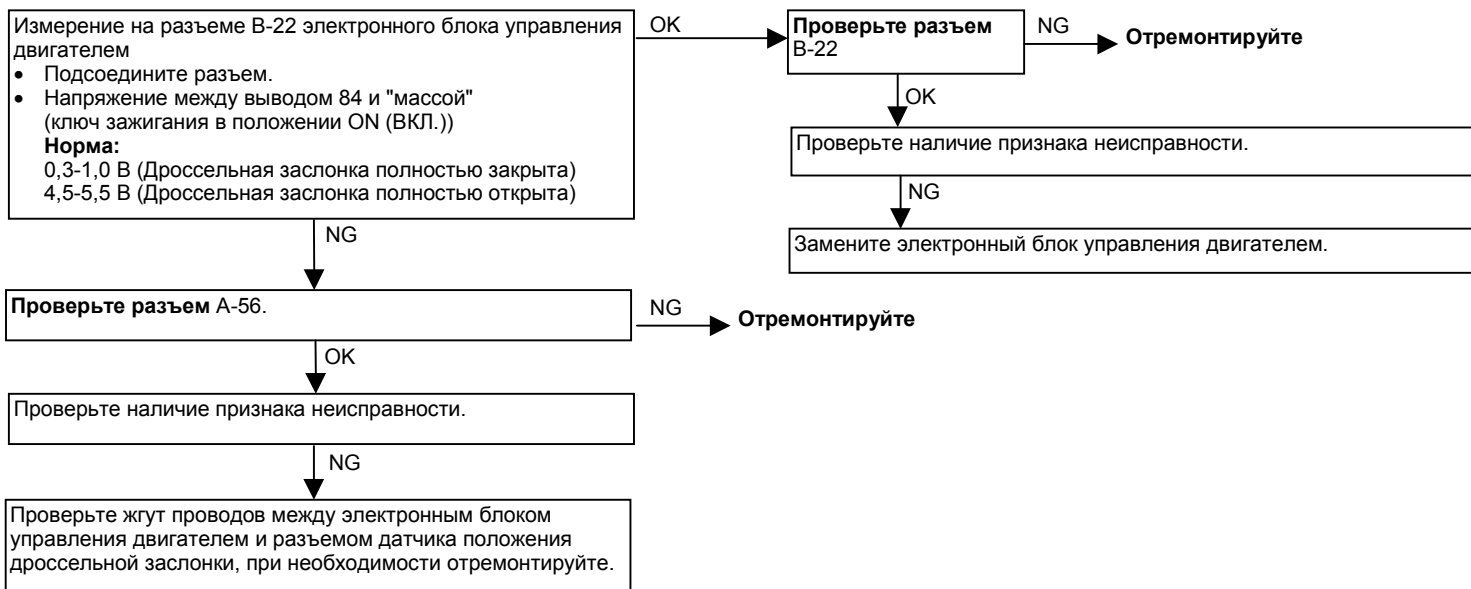 Измерение на разъеме В-22 электронного блока управления
двигателем
• Подсоедините разъем.
• Напряжение между выводом 84 и "массой"
(ключ зажигания в положении ON (ВКЛ.))
Норма:
0,3-1,0 В (Дроссельная заслонка полностью закрыта)
4,5-5,5 В (Дроссельная заслонка полностью открыта)
OK
Проверьте разъем
В-22
NG
Отремонтируйте
OK
Проверьте наличие признака неисправности.
NG
Замените электронный блок управления двигателем.
NG
Проверьте разъем А-56.
NG
Отремонтируйте
OK
Проверьте наличие признака неисправности.
NG
Проверьте жгут проводов между электронным блоком
управления двигателем и разъемом датчика положения
дроссельной заслонки, при необходимости отремонтируйте.